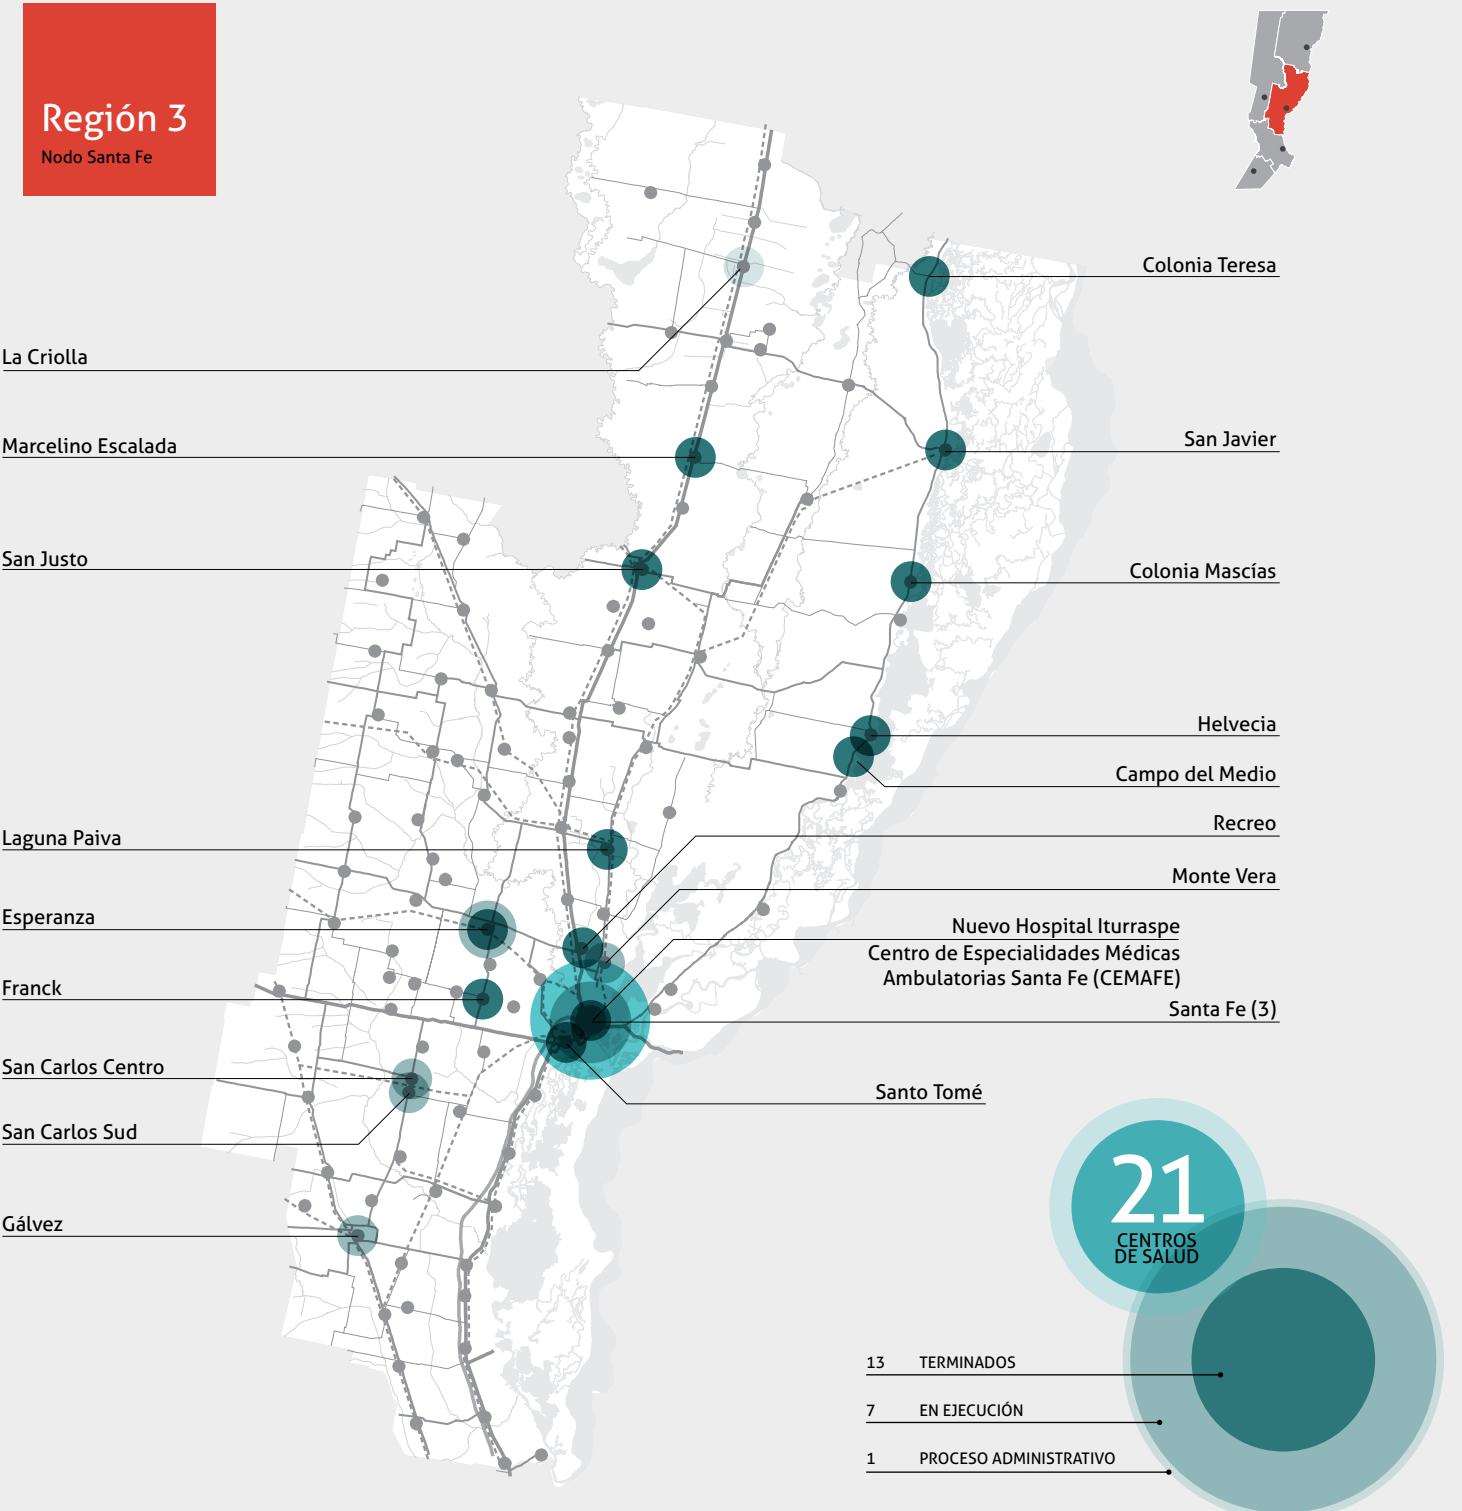 Región 3
Nodo Santa Fe
La Criolla
Marcelino Escalada
San Justo
Laguna Paiva
Esperanza
Franck
San Carlos Centro
San Carlos Sud
Gálvez
Colonia Teresa
San Javier
Colonia Mascías
Helvecia
Campo del Medio
Recreo
Monte Vera
Nuevo Hospital Iturraspe
Centro de Especialidades Médicas
Ambulatorias Santa Fe (CEMAFE)
Santa Fe (3)
Santo Tomé
21
CENTROS
DE SALUD
13 TERMINADOS
7 EN EJECUCIÓN
1 PROCESO ADMINISTRATIVO